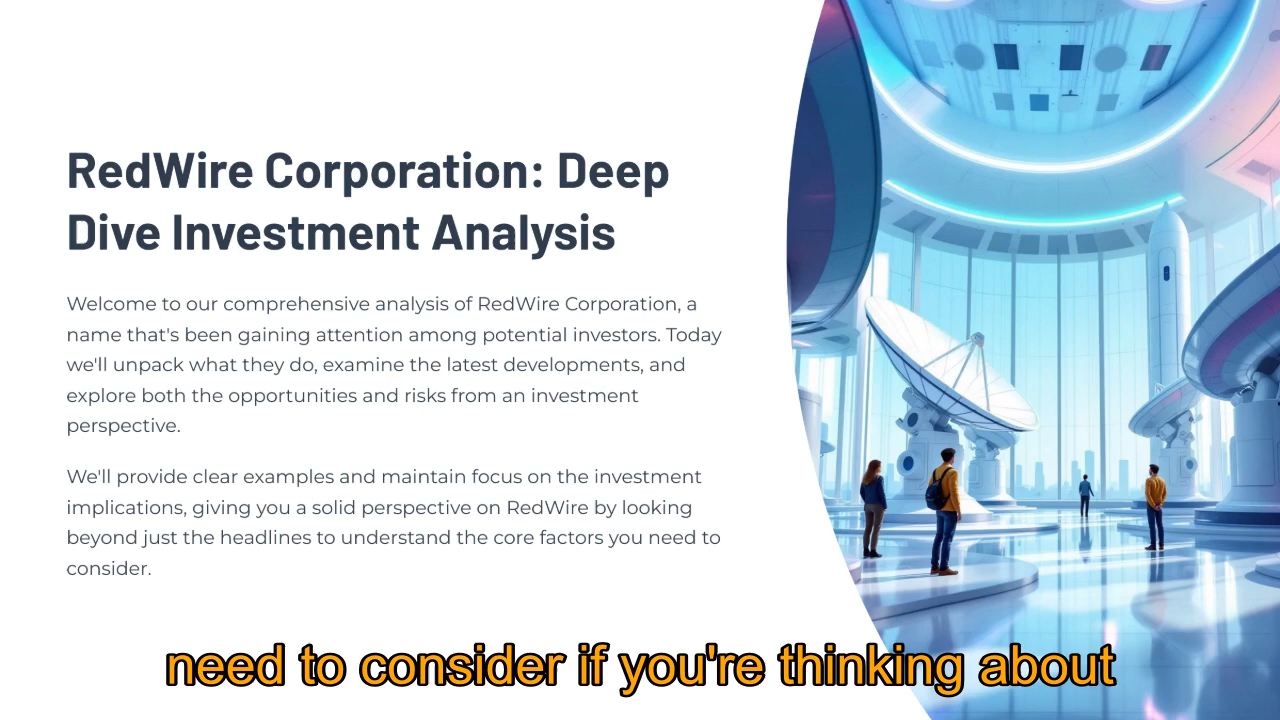 RedWire Corporation: Deep
Dive Investment Analysis
Welcome to our comprehensive analysis of RedWire Corporation, a
name that's been gaining attention among potential investors. Today
we'll unpack what they do, examine the latest developments, and
explore both the opportunities and risks from an investment
perspective.
We'll provide clear examples and maintain focus on the investment
implications, giving you a solid perspective on RedWire by looking
beyond just the headlines to understand the core factors you need to
consider.
need to consider if you're thinking about